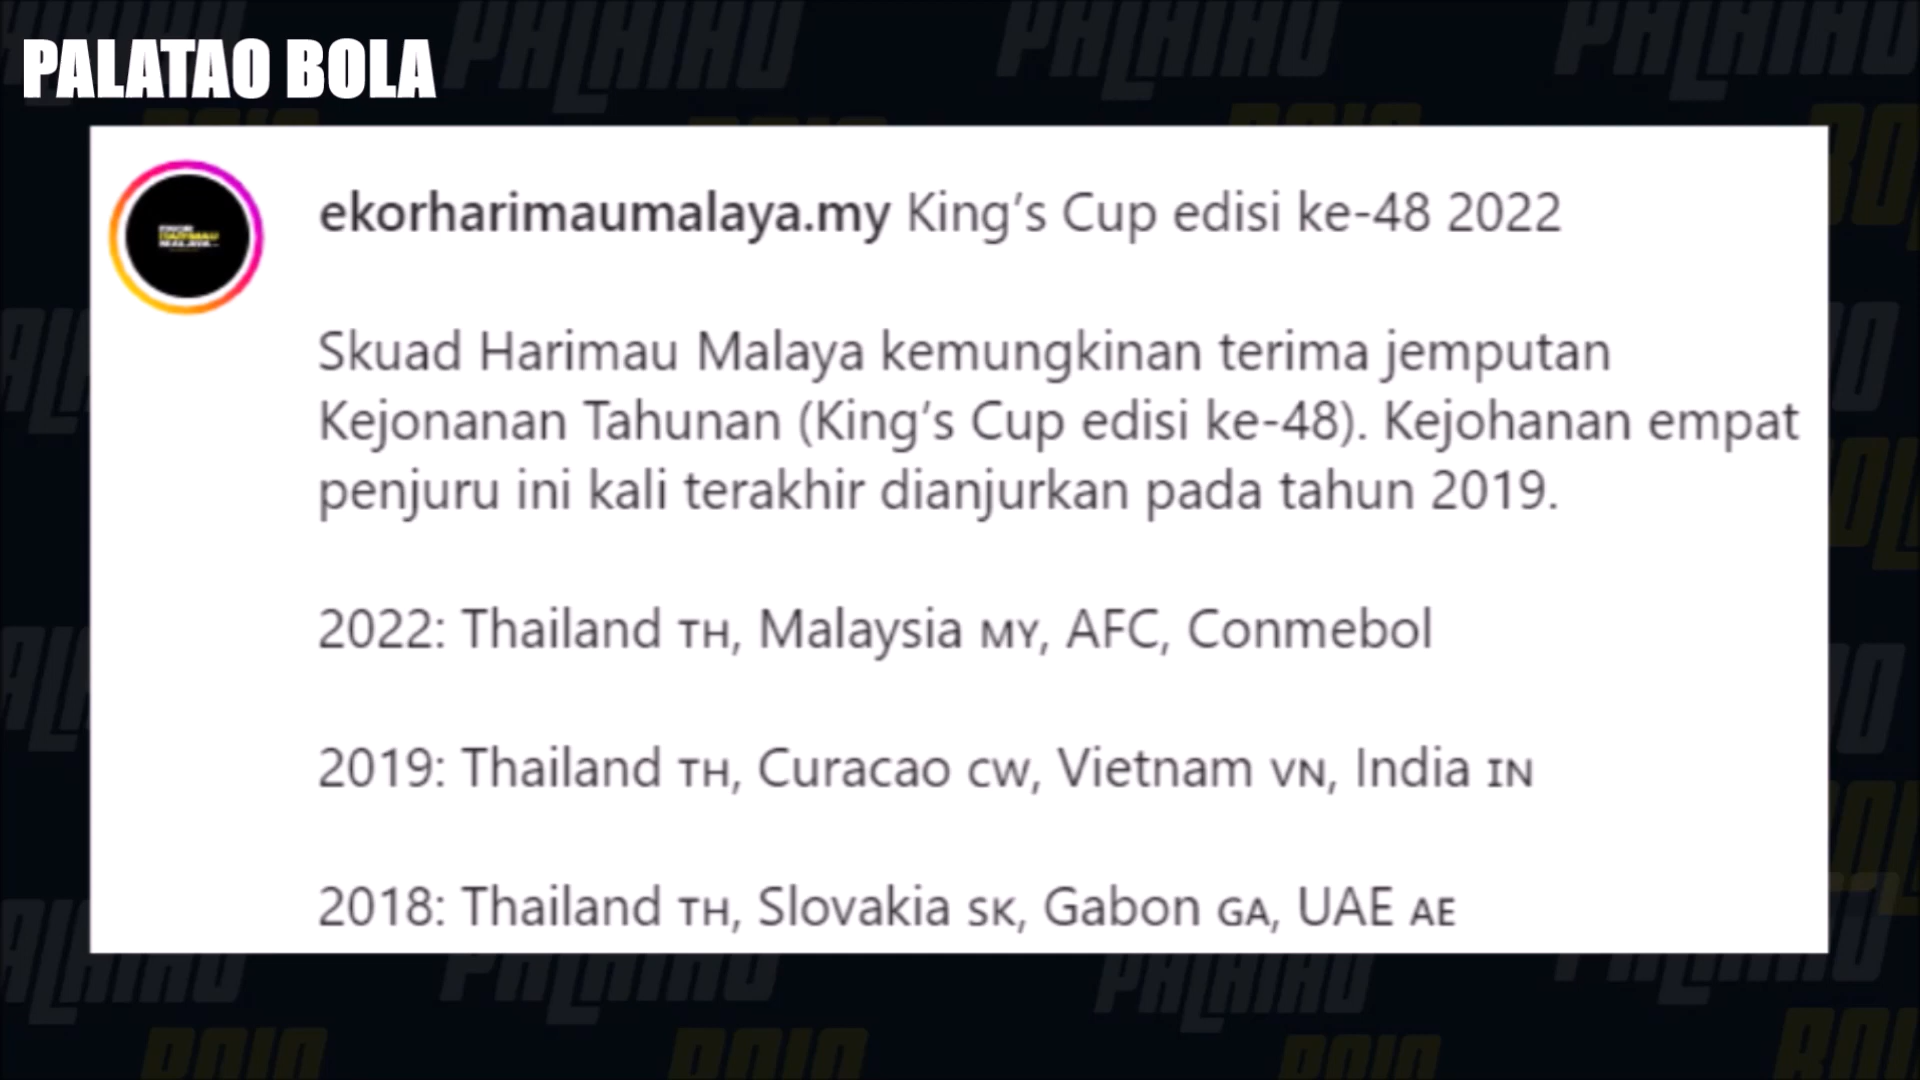 PALATAO BOLA
ekorharimaumalaya.my King's Cup edisi ke-48 2022
Skuad Harimau Malaya kemungkinan terima jemputan
Kejonanan Tahunan (King's Cup edisi ke-48). Kejohanan empat
penjuru ini kali terakhir dianjurkan pada tahun 2019.
2022: Thailand TH, Malaysia MY, AFC, Conmebol
2019: Thailand TH, Curacao CW, Vietnam VN, India IN
2018: Thailand TH, Slovakia SK, Gabon GA, UAE AE